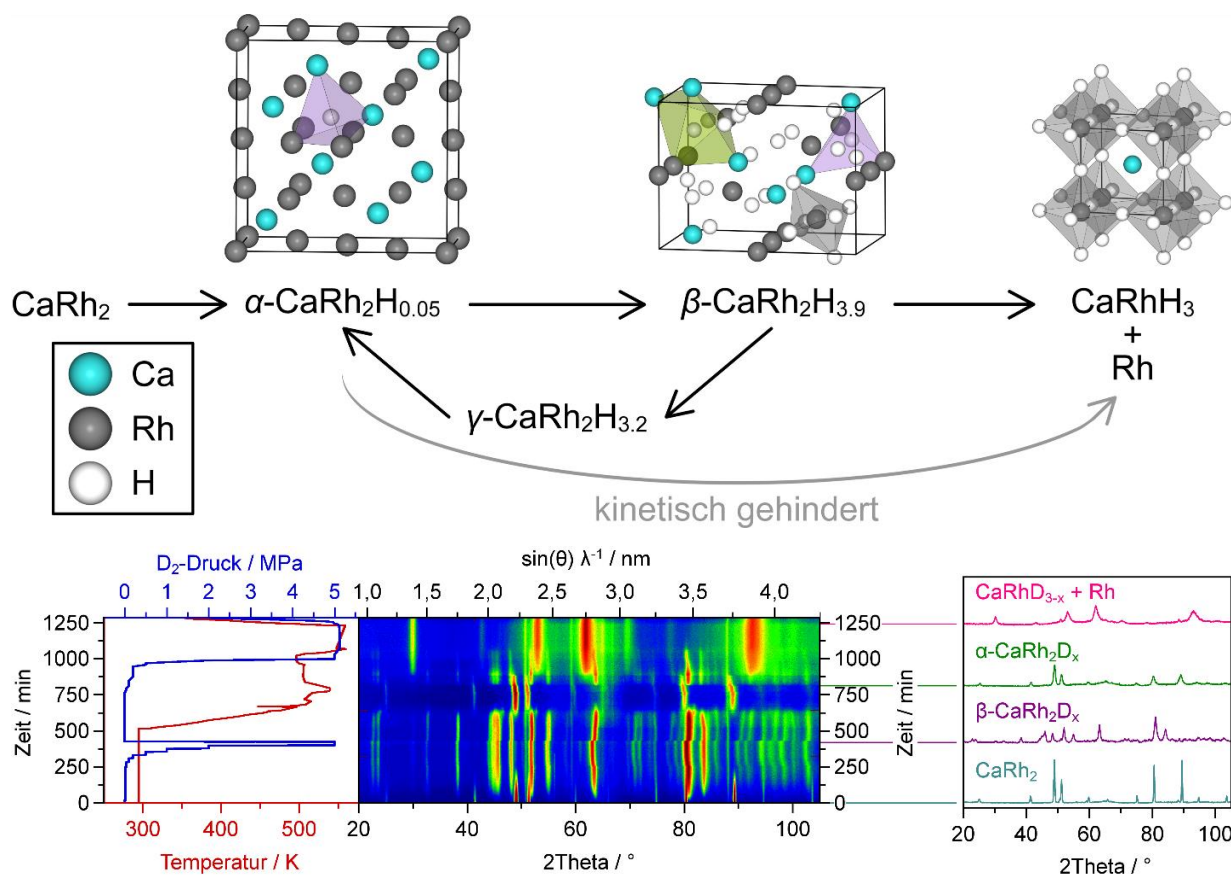 CaRh₂
α-CaRh₂H₀.₀₅
β-CaRh₂H₃.₉
CaRhH₃
+
Rh
Ca
Rh
H
γ-CaRh₂H₃.₂
kinetisch gehindert
D₂-Druck / MPa
0 1 2 3 4 5
Zeit / min
0 250 500 750 1000 1250
300 400 500
Temperatur / K
sin(θ) λ⁻¹ / nm
1,0 1,5 2,0 2,5 3,0 3,5 4,0
20 40 60 80 100
2Theta / °
1250
1000
750
500
250
0
Zeit / min
CaRhD₃₋ₓ + Rh
α-CaRh₂Dₓ
β-CaRh₂Dₓ
CaRh₂
20 40 60 80 100
2Theta / °